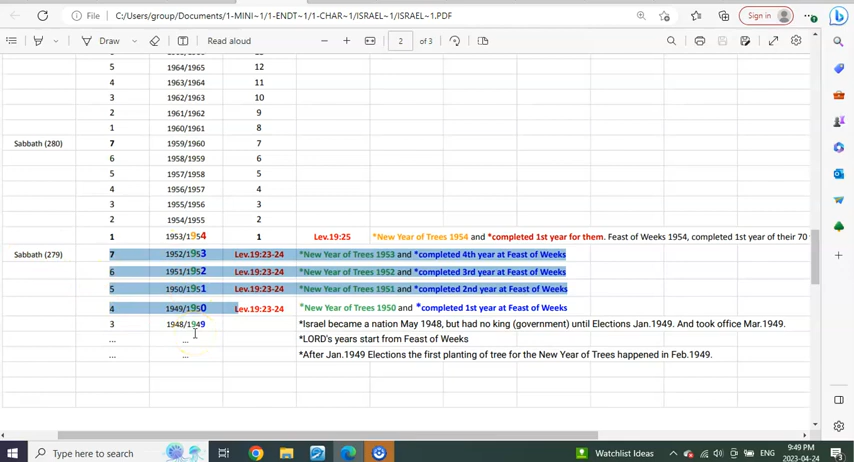 File C:/Users/group/Documents/1-MINI~1/1-ENDT~1/1-CHAR~1/ISRAEL~1/ISRAEL~1.PDF Sign in
Draw Read aloud 2 of 3
5 1964/1965 12
4 1963/1964 11
3 1962/1963 10
2 1961/1962 9
1 1960/1961 8
Sabbath (280) 7 1959/1960 7
6 1958/1959 6
5 1957/1958 5
4 1956/1957 4
3 1955/1956 3
2 1954/1955 2
1 1953/1954 1 Lev.19:25 *New Year of Trees 1954 and *completed 1st year for them. Feast of Weeks 1954, completed 1st year of their 70
Sabbath (279) 7 1952/1953 Lev.19:23-24 *New Year of Trees 1953 and *completed 4th year at Feast of Weeks
6 1951/1952 Lev.19:23-24 *New Year of Trees 1952 and *completed 3rd year at Feast of Weeks
5 1950/1951 Lev.19:23-24 *New Year of Trees 1951 and *completed 2nd year at Feast of Weeks
4 1949/1950 Lev.19:23-24 *New Year of Trees 1950 and *completed 1st year at Feast of Weeks
3 1948/1949 *Israel became a nation May 1948, but had no king (government) until Elections Jan.1949. And took office Mar.1949.
... ... *LORD's years start from Feast of Weeks
... ... *After Jan.1949 Elections the first planting of tree for the New Year of Trees happened in Feb.1949.
Type here to search Watchlist Ideas ENG 9:49 PM
2023-04-24